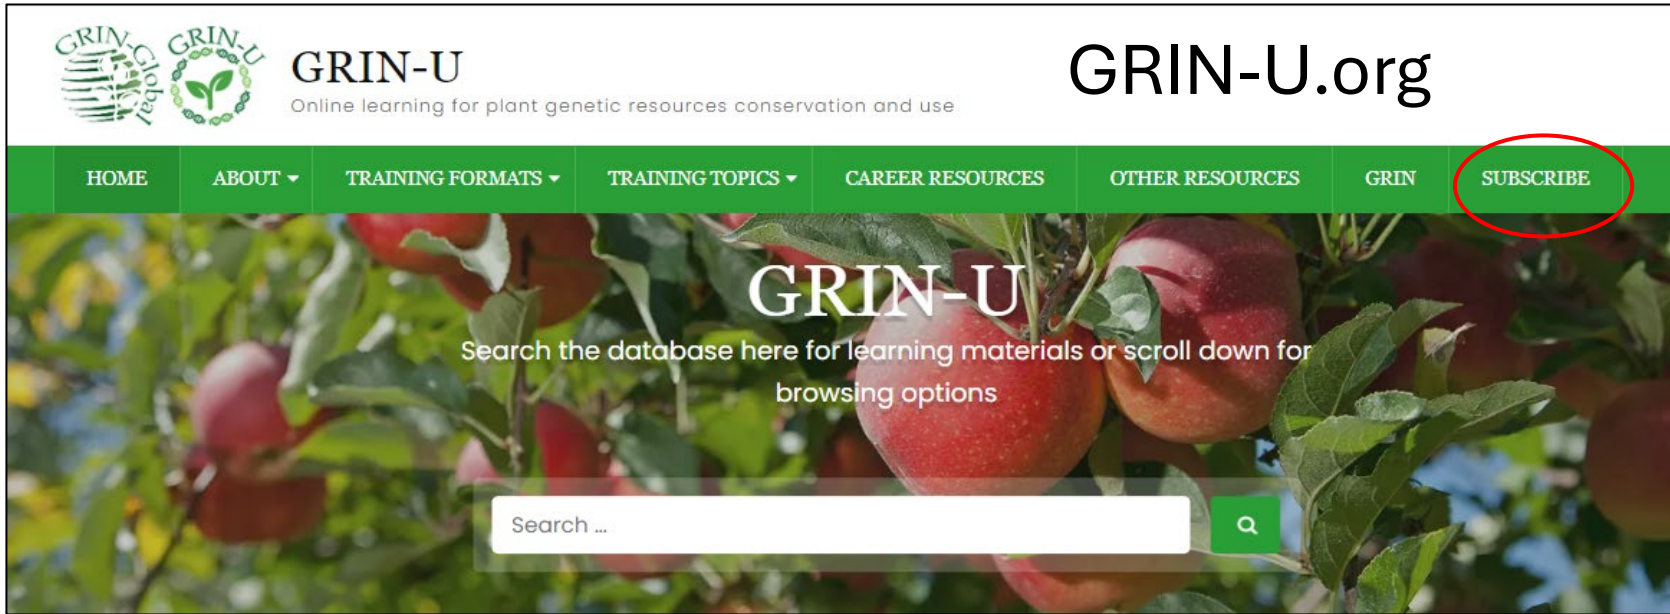 GRIN-Global
GRIN-U
GRIN-U
Online learning for plant genetic resources conservation and use
GRIN-U.org
HOME
ABOUT
TRAINING FORMATS
TRAINING TOPICS
CAREER RESOURCES
OTHER RESOURCES
GRIN
SUBSCRIBE
GRIN-U
Search the database here for learning materials or scroll down for
browsing options
Search ...